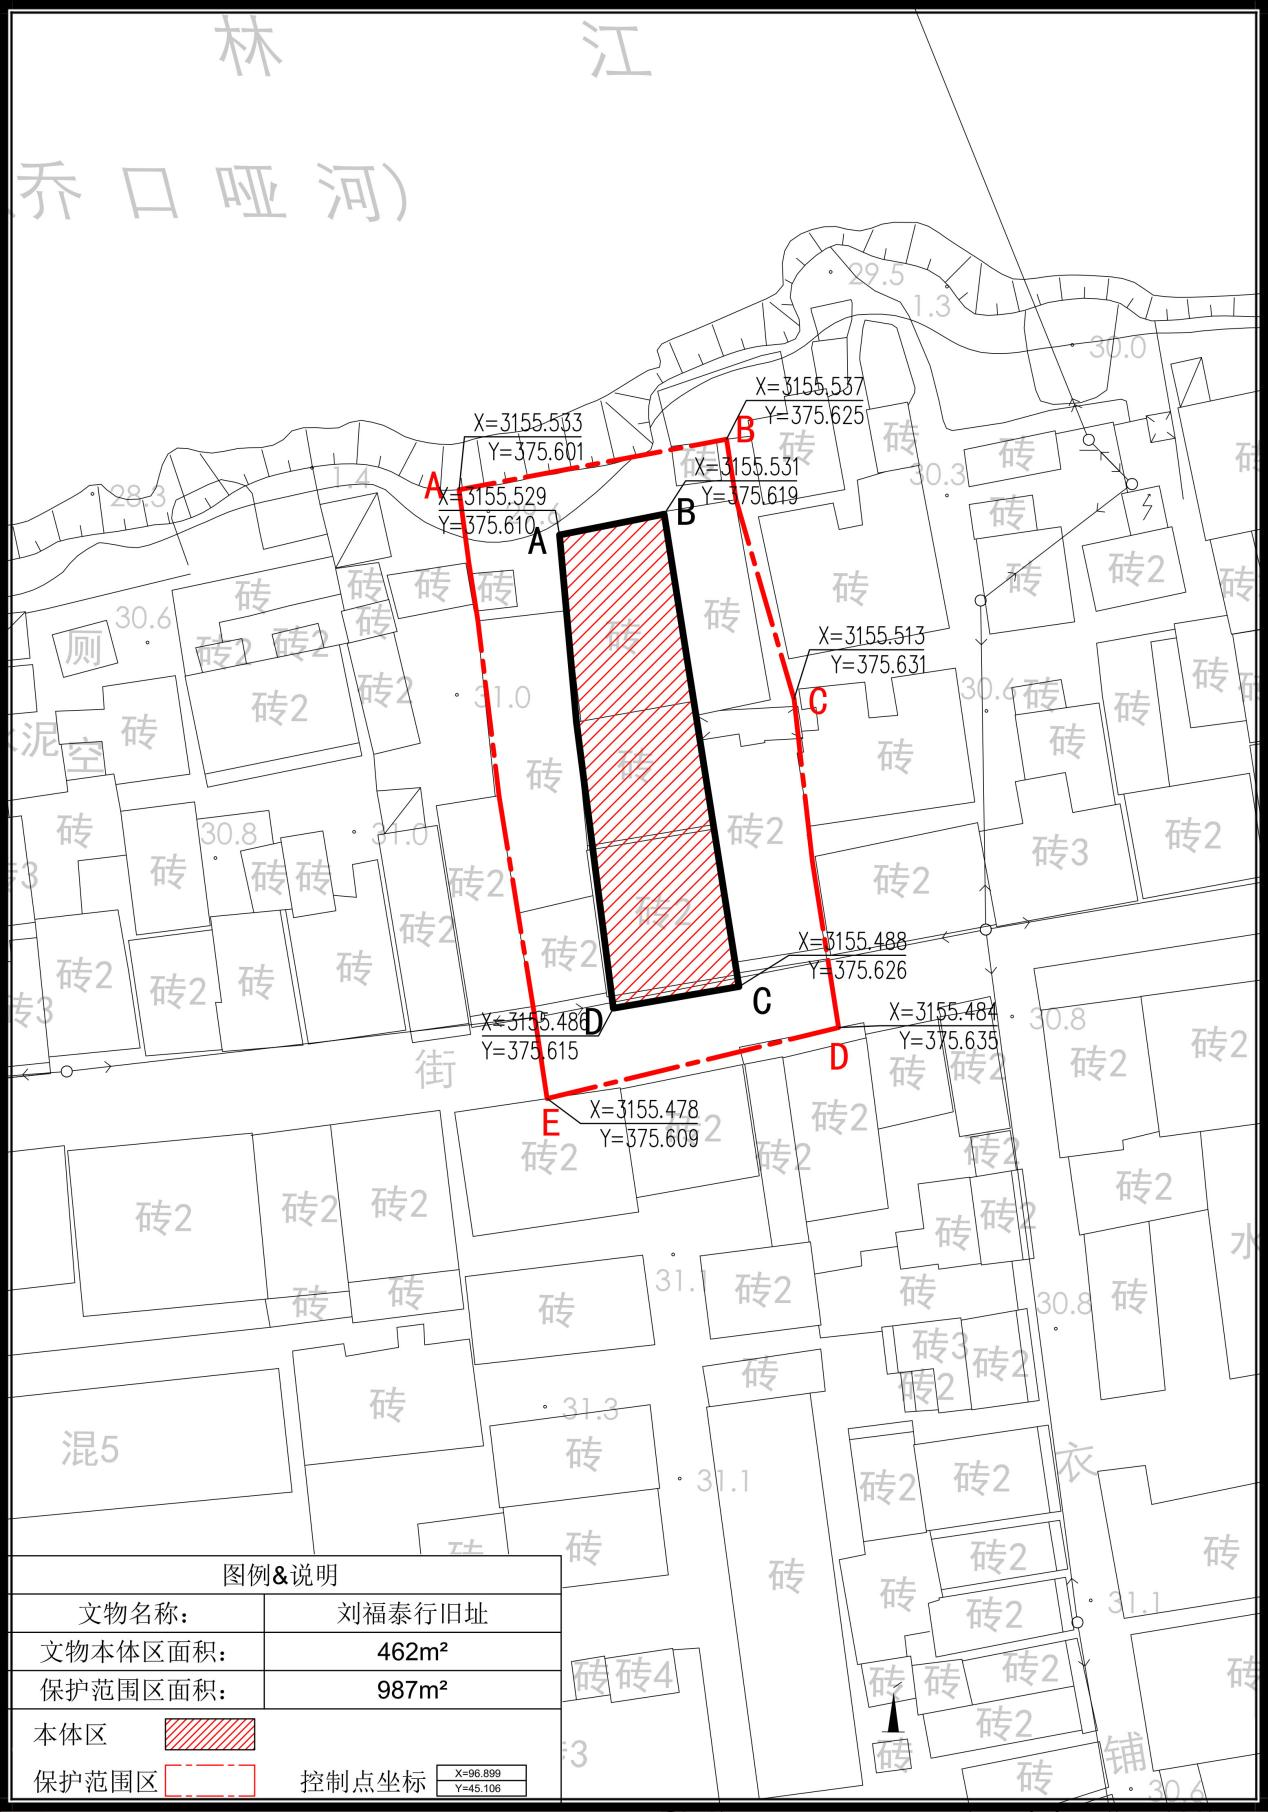 林 江
乔 口 哑 河)
29.5
1.3
30.0
X=3155.537
Y=375.625
X=3155.533
Y=375.601
B
砖
砖
砖
砖
X=3155.531
Y=375.619
30.3
A
1.4
28.3
X=3155.529
Y=375.610
B
A
砖
砖
砖2
砖
砖
砖
砖
砖
砖
砖
砖
30.6
厕
砖2
砖2
砖
砖
X=3155.513
Y=375.631
砖2
砖2
31.0
C
30.6
砖
砖
砖
泥空
砖
砖
砖
砖
砖
砖
30.8
31.0
砖2
砖3
砖2
砖
砖
砖
砖
砖2
砖2
砖2
砖2
3
X=3155.488
Y=375.626
砖2
砖2
砖
砖
砖2
砖3
C
D
X=3155.486
Y=375.615
X=3155.484
Y=375.635
30.8
砖2
砖2
D
街
砖
砖2
X=3155.478
Y=375.609
E
砖2
砖2
砖2
砖2
砖2
砖2
砖2
砖2
砖2
砖
砖2
水
31.1
砖2
砖
砖
砖
砖
砖
30.8
砖3
砖2
砖2
砖
砖
31.3
混5
砖
31.1
衣
砖2
砖2
砖
砖
砖2
砖
砖
砖
砖2
31.1
砖
砖4
砖
砖
砖2
砖
砖2
砖
铺
砖
30.6
3
图例&说明
文物名称: 刘福泰行旧址
文物本体区面积: 462m²
保护范围区面积: 987m²
本体区
保护范围区 控制点坐标
X=96.899
Y=45.106